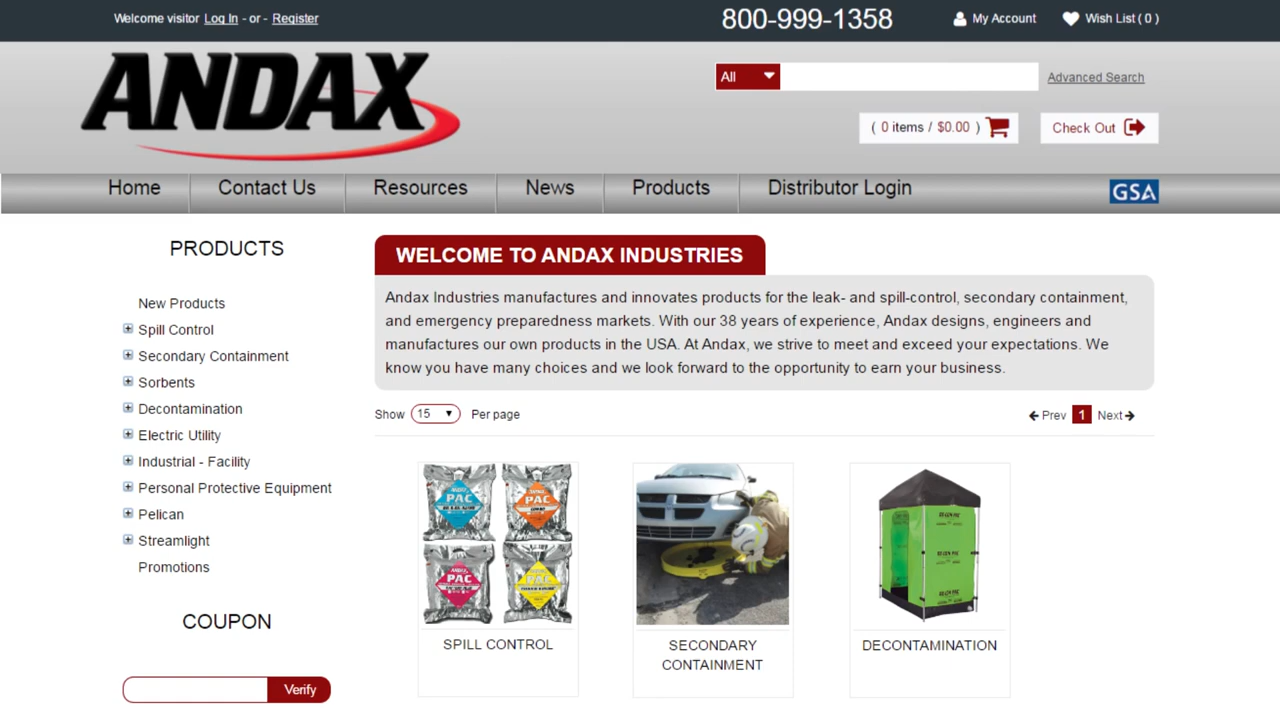 Welcome visitor Log In - or - Register
800-999-1358
My Account
Wish List ( 0 )
ANDAX
All
Advanced Search
( 0 items / $0.00 )
Check Out
Home
Contact Us
Resources
News
Products
Distributor Login
GSA
PRODUCTS
New Products
Spill Control
Secondary Containment
Sorbents
Decontamination
Electric Utility
Industrial - Facility
Personal Protective Equipment
Pelican
Streamlight
Promotions
COUPON
Verify
WELCOME TO ANDAX INDUSTRIES
Andax Industries manufactures and innovates products for the leak- and spill-control, secondary containment,
and emergency preparedness markets. With our 38 years of experience, Andax designs, engineers and
manufactures our own products in the USA. At Andax, we strive to meet and exceed your expectations. We
know you have many choices and we look forward to the opportunity to earn your business.
Show 15 Per page
Prev 1 Next
PAC
PAC
PAC
PAC
SPILL CONTROL
SECONDARY
CONTAINMENT
DECONTAMINATION